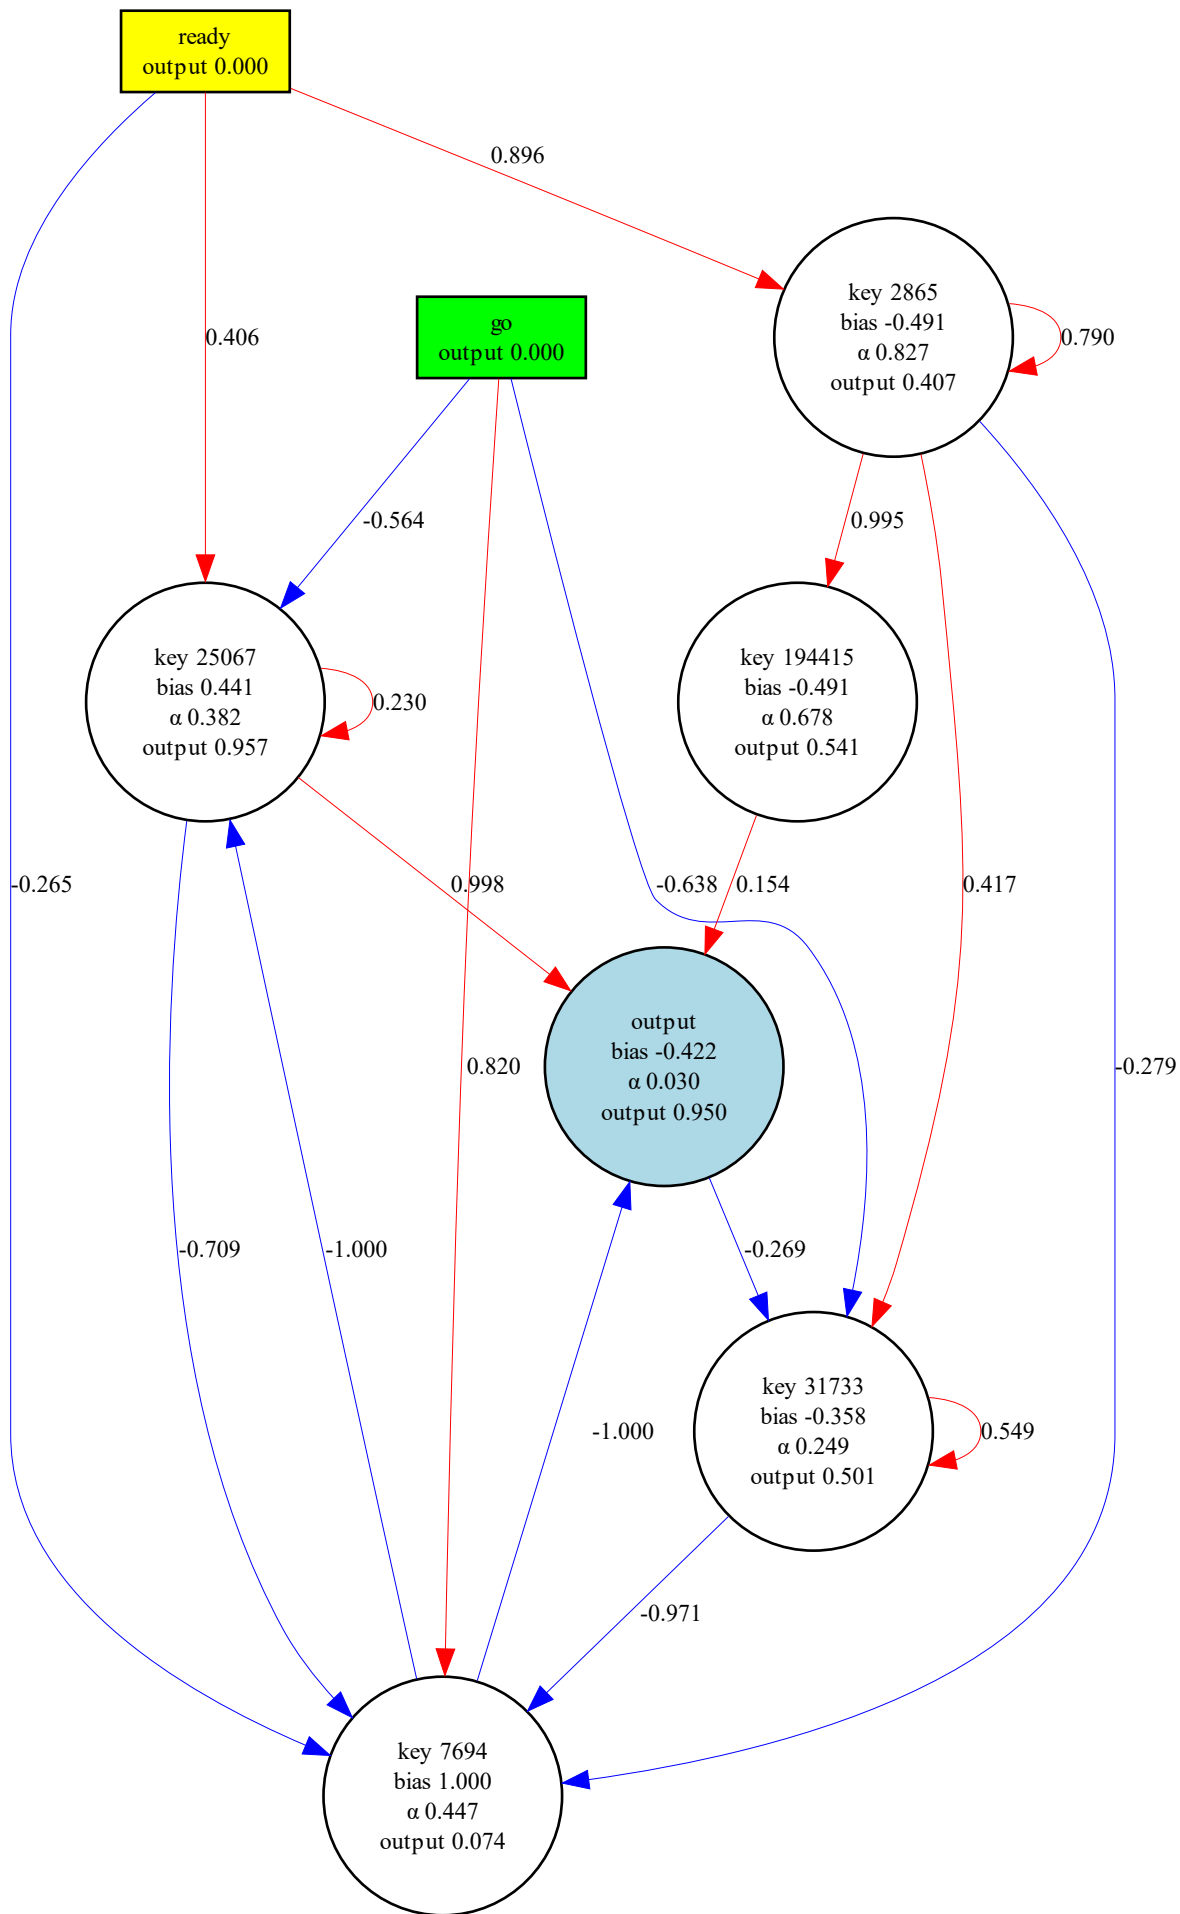 ready
output 0.000
0.896
key 2865
bias -0.491
α 0.827
output 0.407
0.790
go
output 0.000
0.406
-0.564
0.995
key 25067
bias 0.441
α 0.382
output 0.957
0.230
key 194415
bias -0.491
α 0.678
output 0.541
-0.265
0.998
-0.638
0.154
0.417
output
bias -0.422
α 0.030
output 0.950
0.820
-0.279
-0.709
-1.000
-0.269
-1.000
key 31733
bias -0.358
α 0.249
output 0.501
0.549
-0.971
key 7694
bias 1.000
α 0.447
output 0.074